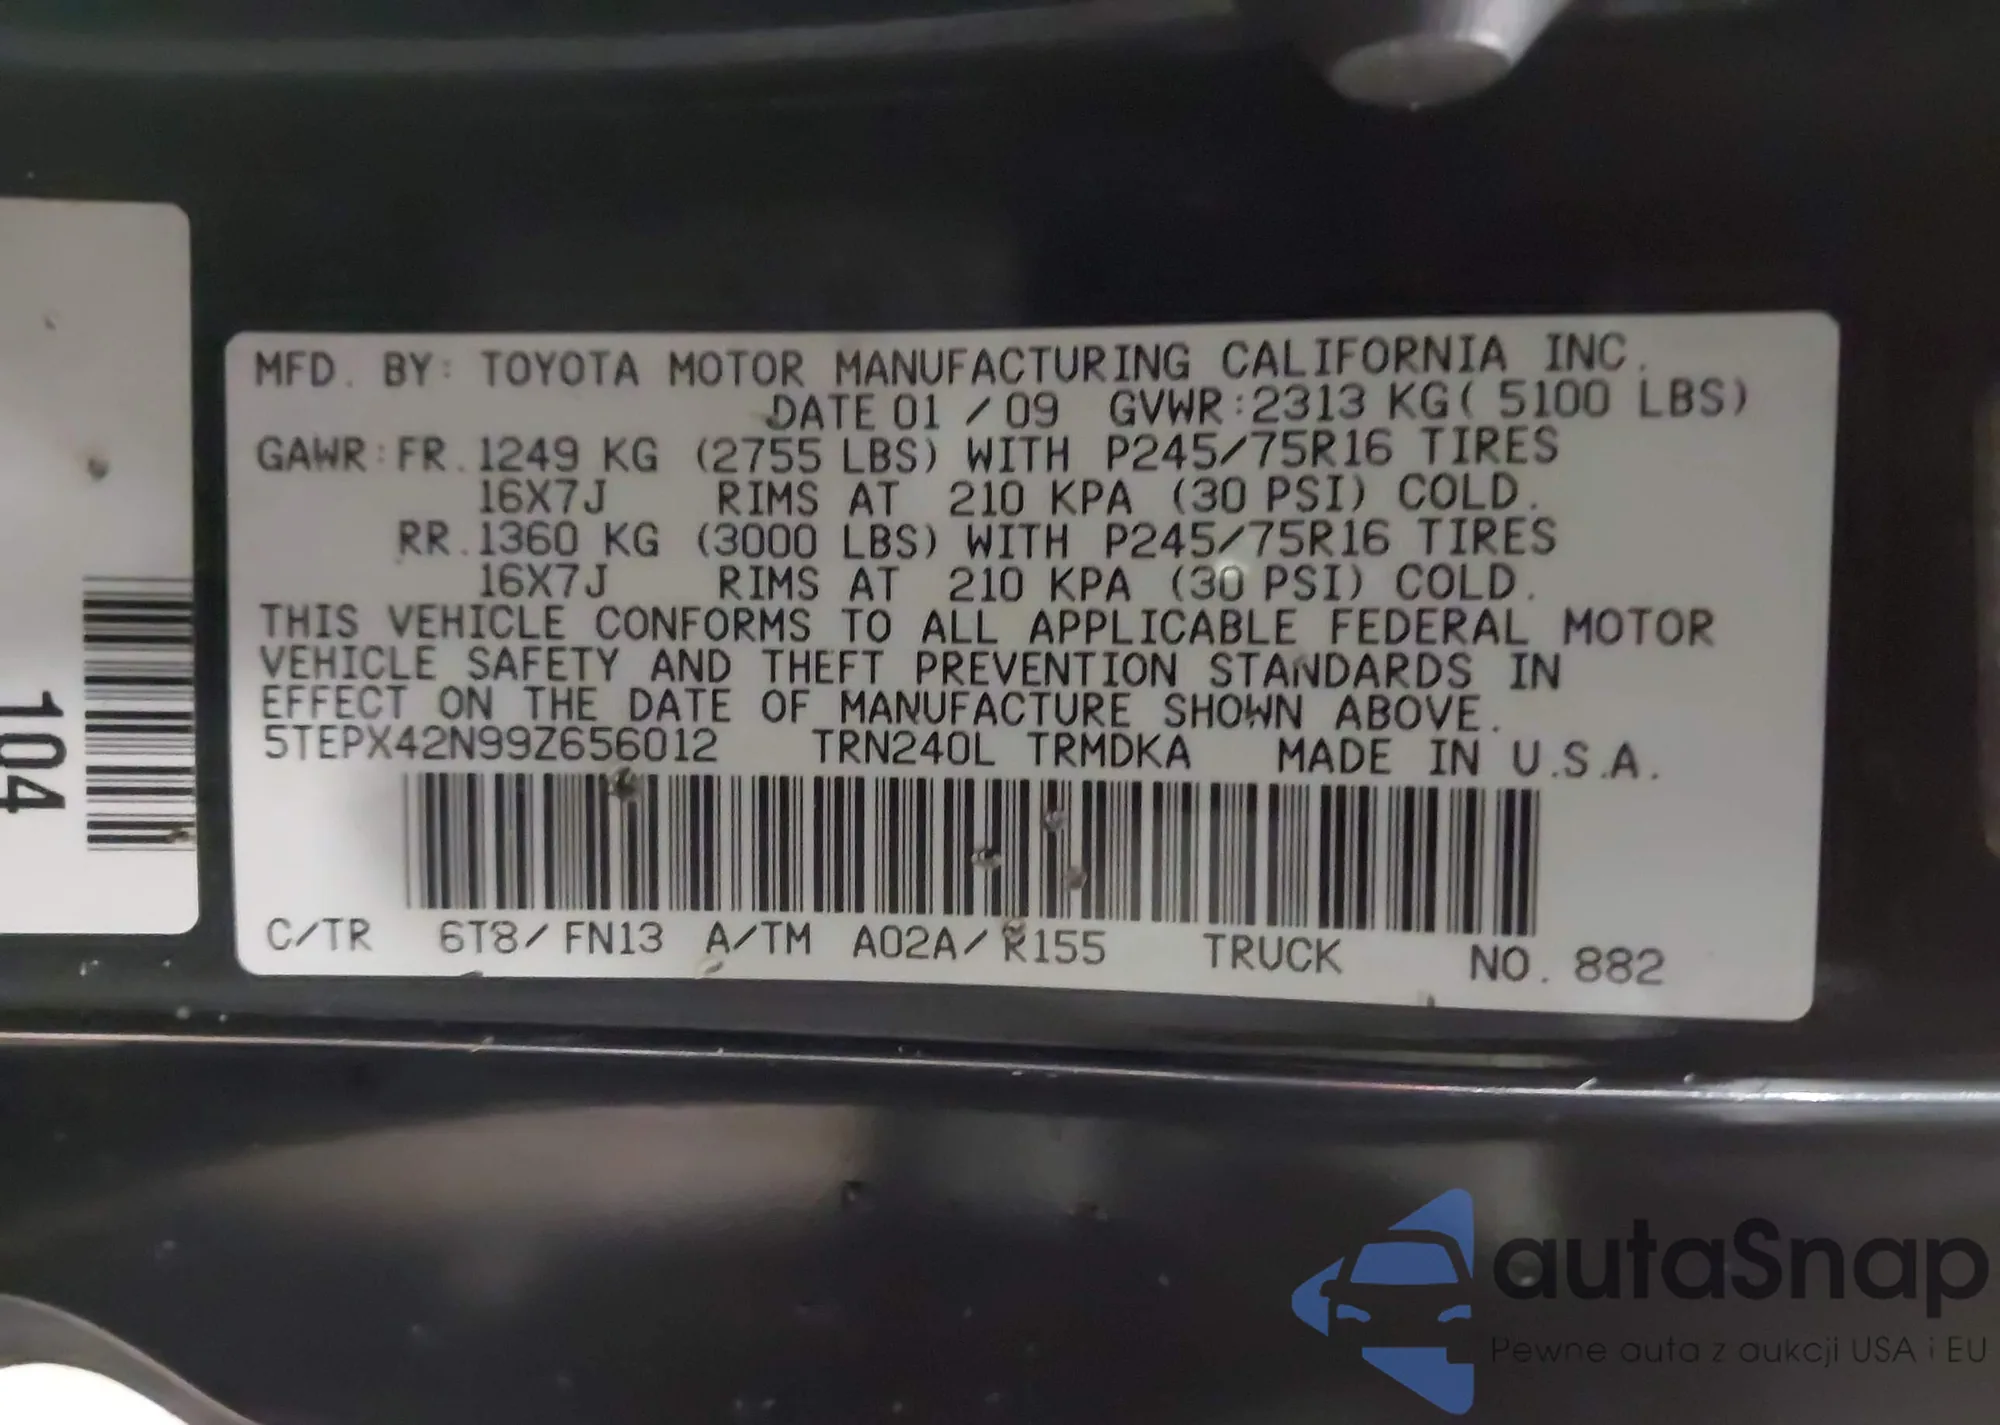 MFD. BY: TOYOTA MOTOR MANUFACTURING CALIFORNIA INC.
DATE 01 / 09 GVWR:2313 KG( 5100 LBS)
GAWR:FR.1249 KG (2755 LBS) WITH P245/75R16 TIRES
16X7J RIMS AT 210 KPA (30 PSI) COLD.
RR.1360 KG (3000 LBS) WITH P245/75R16 TIRES
16X7J RIMS AT 210 KPA (30 PSI) COLD.
THIS VEHICLE CONFORMS TO ALL APPLICABLE FEDERAL MOTOR
VEHICLE SAFETY AND THEFT PREVENTION STANDARDS IN
EFFECT ON THE DATE OF MANUFACTURE SHOWN ABOVE.
5TEPX42N99Z656012 TRN240L TRMDKA MADE IN U.S.A.
C/TR 6T8/FN13 A/TM A02A/R155 TRUCK NO. 882
104
autaSnap
Pewne auta z aukcji USA i EU